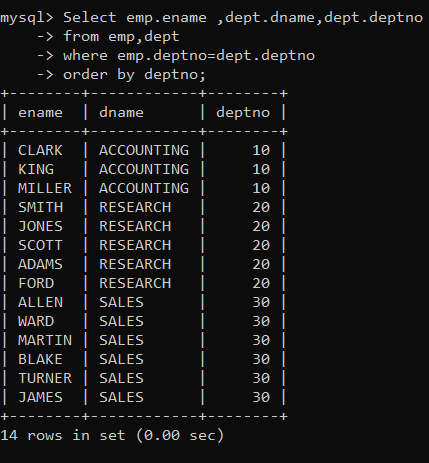 mysql> Select emp.ename ,dept.dname,dept.deptno
    -> from emp,dept
    -> where emp.deptno=dept.deptno
    -> order by deptno;
+--------+------------+--------+
| ename  | dname      | deptno |
+--------+------------+--------+
| CLARK  | ACCOUNTING |     10 |
| KING   | ACCOUNTING |     10 |
| MILLER | ACCOUNTING |     10 |
| SMITH  | RESEARCH   |     20 |
| JONES  | RESEARCH   |     20 |
| SCOTT  | RESEARCH   |     20 |
| ADAMS  | RESEARCH   |     20 |
| FORD   | RESEARCH   |     20 |
| ALLEN  | SALES      |     30 |
| WARD   | SALES      |     30 |
| MARTIN | SALES      |     30 |
| BLAKE  | SALES      |     30 |
| TURNER | SALES      |     30 |
| JAMES  | SALES      |     30 |
+--------+------------+--------+
14 rows in set (0.00 sec)